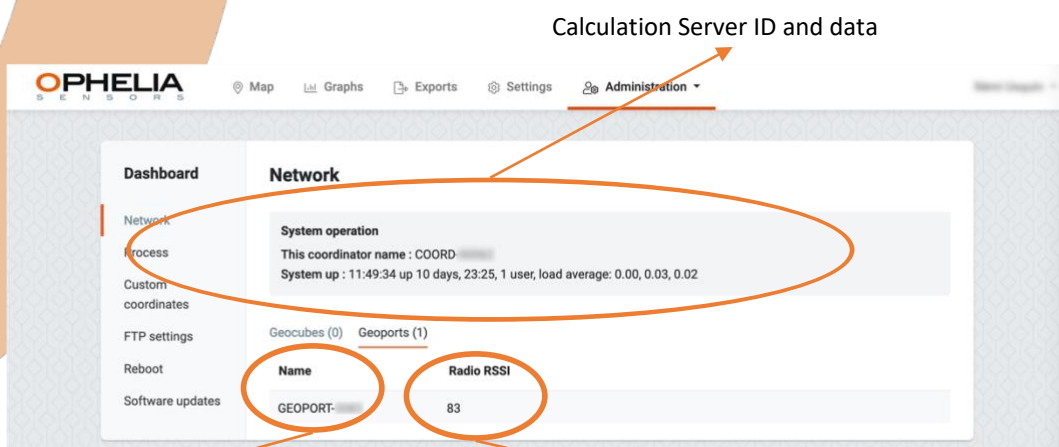 Calculation Server ID and data
OPHELIA
SENSORS
Map Graphs Exports Settings Administration
Dashboard
Network
Process
Custom
coordinates
FTP settings
Reboot
Software updates
Network
System operation
This coordinator name : COORD-
System up : 11:49:34 up 10 days, 23:25, 1 user, load average: 0.00, 0.03, 0.02
Geocubes (0) Geoports (1)
Name Radio RSSI
GEOPORT- 83